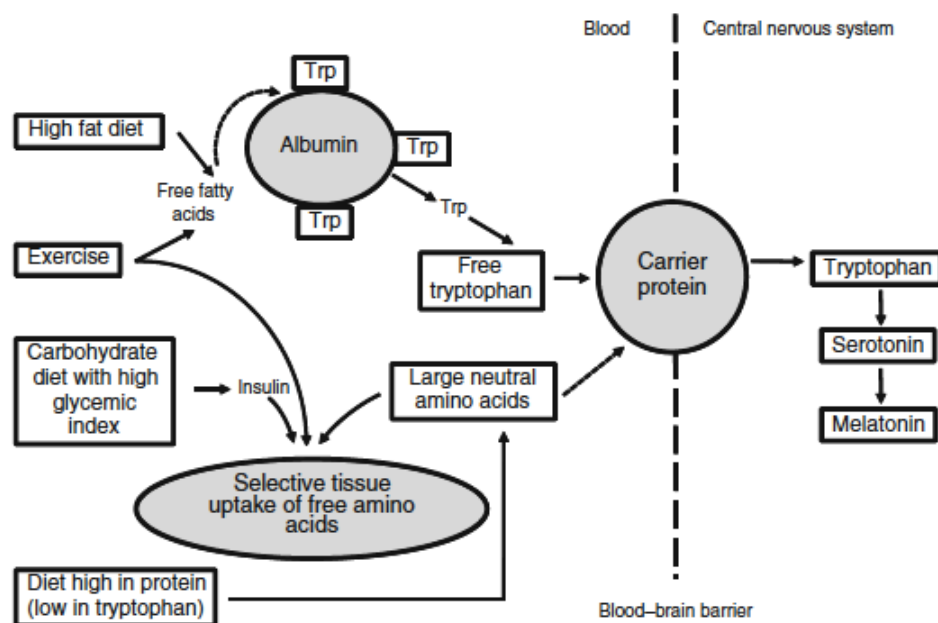 Blood
Central nervous system
Trp
High fat diet
Albumin
Trp
Free fatty
acids
Trp
Trp
Exercise
Free
tryptophan
Carrier
protein
Tryptophan
Carbohydrate
diet with high
glycemic
index
Insulin
Large neutral
amino acids
Serotonin
Melatonin
Selective tissue
uptake of free amino
acids
Diet high in protein
(low in tryptophan)
Blood–brain barrier